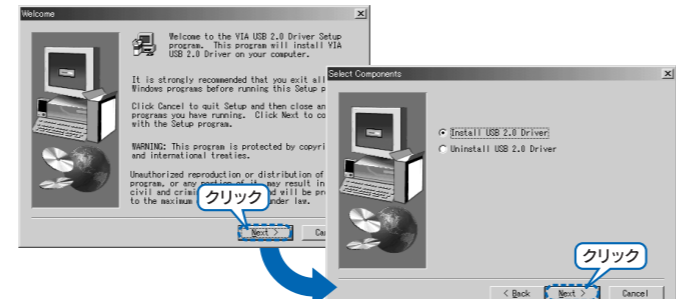 Welcome
Welcome to the VIA USB 2.0 Driver Setup
program. This program will install VIA
USB 2.0 Driver on your computer.
It is strongly recommended that you exit all
Windows programs before running this Setup
Click Cancel to quit Setup and then close
programs you have running. Click Next to
with the Setup program.
WARNING: This program is protected by
and international treaties.
Unauthorized reproduction or distribution of
program, or any portion of it, may result in
civil and will be
to the maximum under law.
クリック
Next >
Select Components
Install USB 2.0 Driver
Uninstall USB 2.0 Driver
クリック
< Back
Next >
Cancel